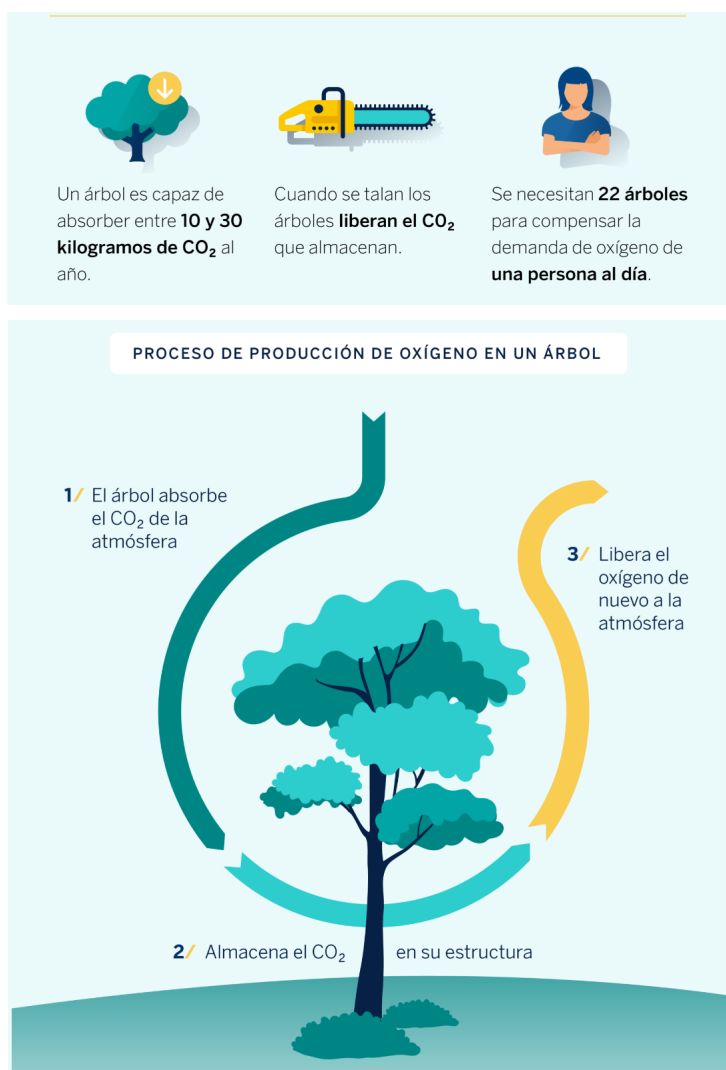 Un árbol es capaz de
absorber entre 10 y 30
kilogramos de CO₂ al
año.
Cuando se talan los
árboles liberan el CO₂
que almacenan.
Se necesitan 22 árboles
para compensar la
demanda de oxígeno de
una persona al día.
PROCESO DE PRODUCCIÓN DE OXÍGENO EN UN ÁRBOL
1/ El árbol absorbe
el CO₂ de la
atmósfera
3/ Libera el
oxígeno de
nuevo a la
atmósfera
2/ Almacena el CO₂ en su estructura